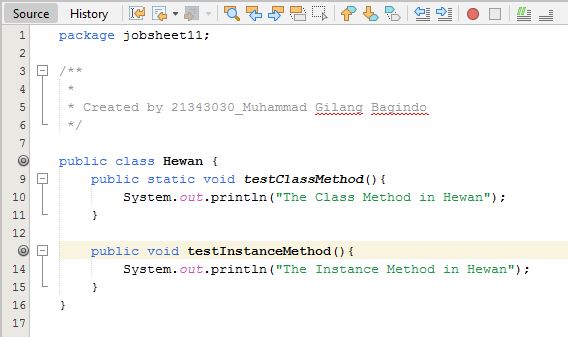 Source History
1 package jobsheet11;
2
3 /**
4 *
5 * Created by 21343030_Muhammad Gilang Bagindo
6 */
7
public class Hewan {
9 public static void testClassMethod(){
10 System.out.println("The Class Method in Hewan");
11 }
12
public void testInstanceMethod(){
14 System.out.println("The Instance Method in Hewan");
15 }
16 }
17